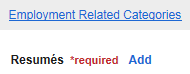 Employment Related Categories
Resumés *required Add